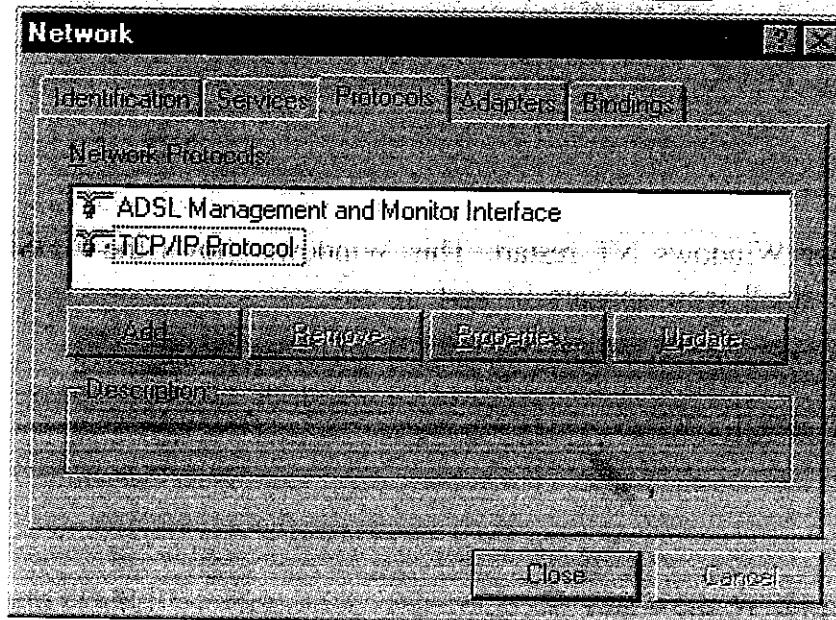 Network
Identification Services Protocols Adapters Bindings
Network Protocols:
ADSL Management and Monitor Interface
TCP/IP Protocol
Add... Remove Properties... Update
Description:
Close Cancel